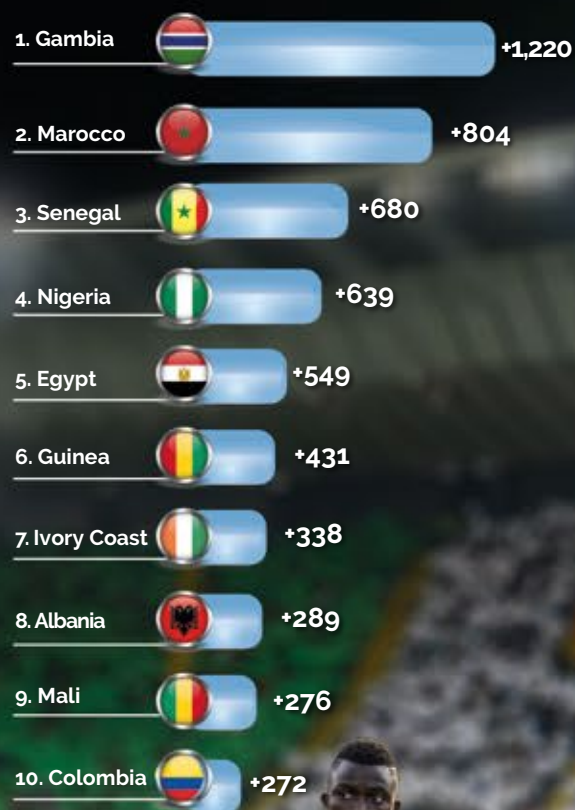 1. Gambia +1,220
2. Marocco +804
3. Senegal +680
4. Nigeria +639
5. Egypt +549
6. Guinea +431
7. Ivory Coast +338
8. Albania +289
9. Mali +276
10. Colombia +272